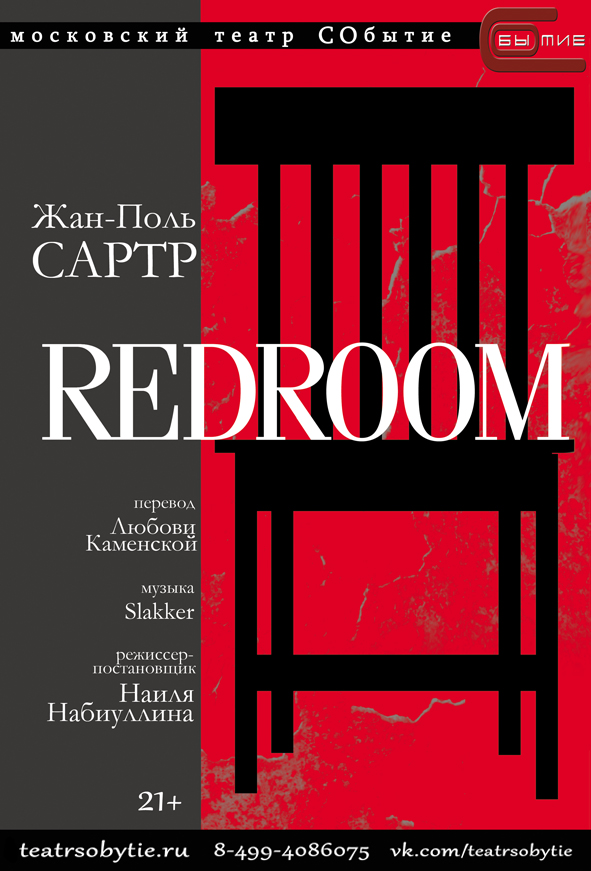 московский театр СОбытие
СОБЫТИЕ
Жан-Поль
САРТР
REDROOM
перевод
Любови
Каменской
музыка
Slakker
режиссер-
постановщик
Наиля
Набиуллина
21+
teatrsobytie.ru 8-499-4086075 vk.com/teatrsobytie